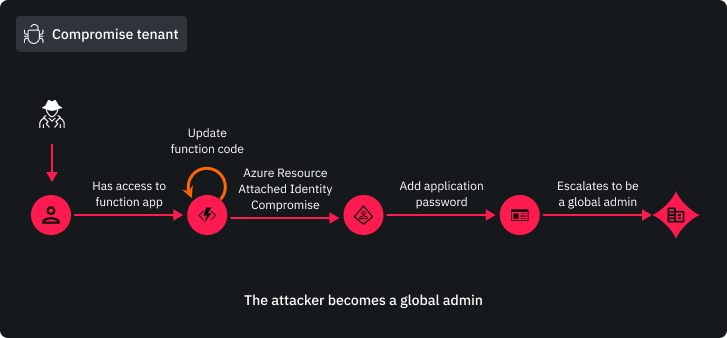 Compromise tenant
Update
function code
Has access to
function app
Azure Resource
Attached Identity
Compromise
Add application
password
Escalates to be
a global admin
The attacker becomes a global admin